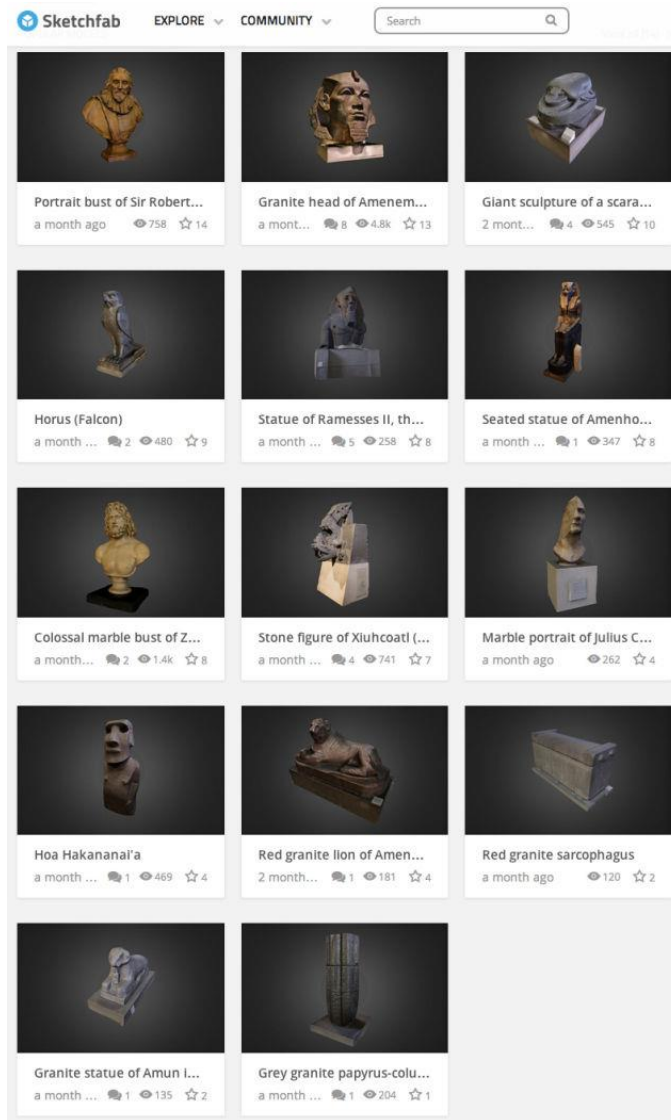 Sketchfab EXPLORE COMMUNITY Search
Portrait bust of Sir Robert...
a month ago 758 14
Granite head of Amenem...
a mont... 8 4.8k 13
Giant sculpture of a scara...
2 mont... 4 545 10
Horus (Falcon)
a month ... 2 480 9
Statue of Ramesses II, th...
a month ... 5 258 8
Seated statue of Amenho...
a month ... 1 347 8
Colossal marble bust of Z...
a month... 2 1.4k 8
Stone figure of Xiuhcoatl (...
a month ... 4 741 7
Marble portrait of Julius C...
a month ago 262 4
Hoa Hakananai'a
a month ... 1 469 4
Red granite lion of Amen...
2 month... 1 181 4
Red granite sarcophagus
a month ago 120 2
Granite statue of Amun i...
a month ... 1 135 2
Grey granite papyrus-colu...
a month ... 1 204 1